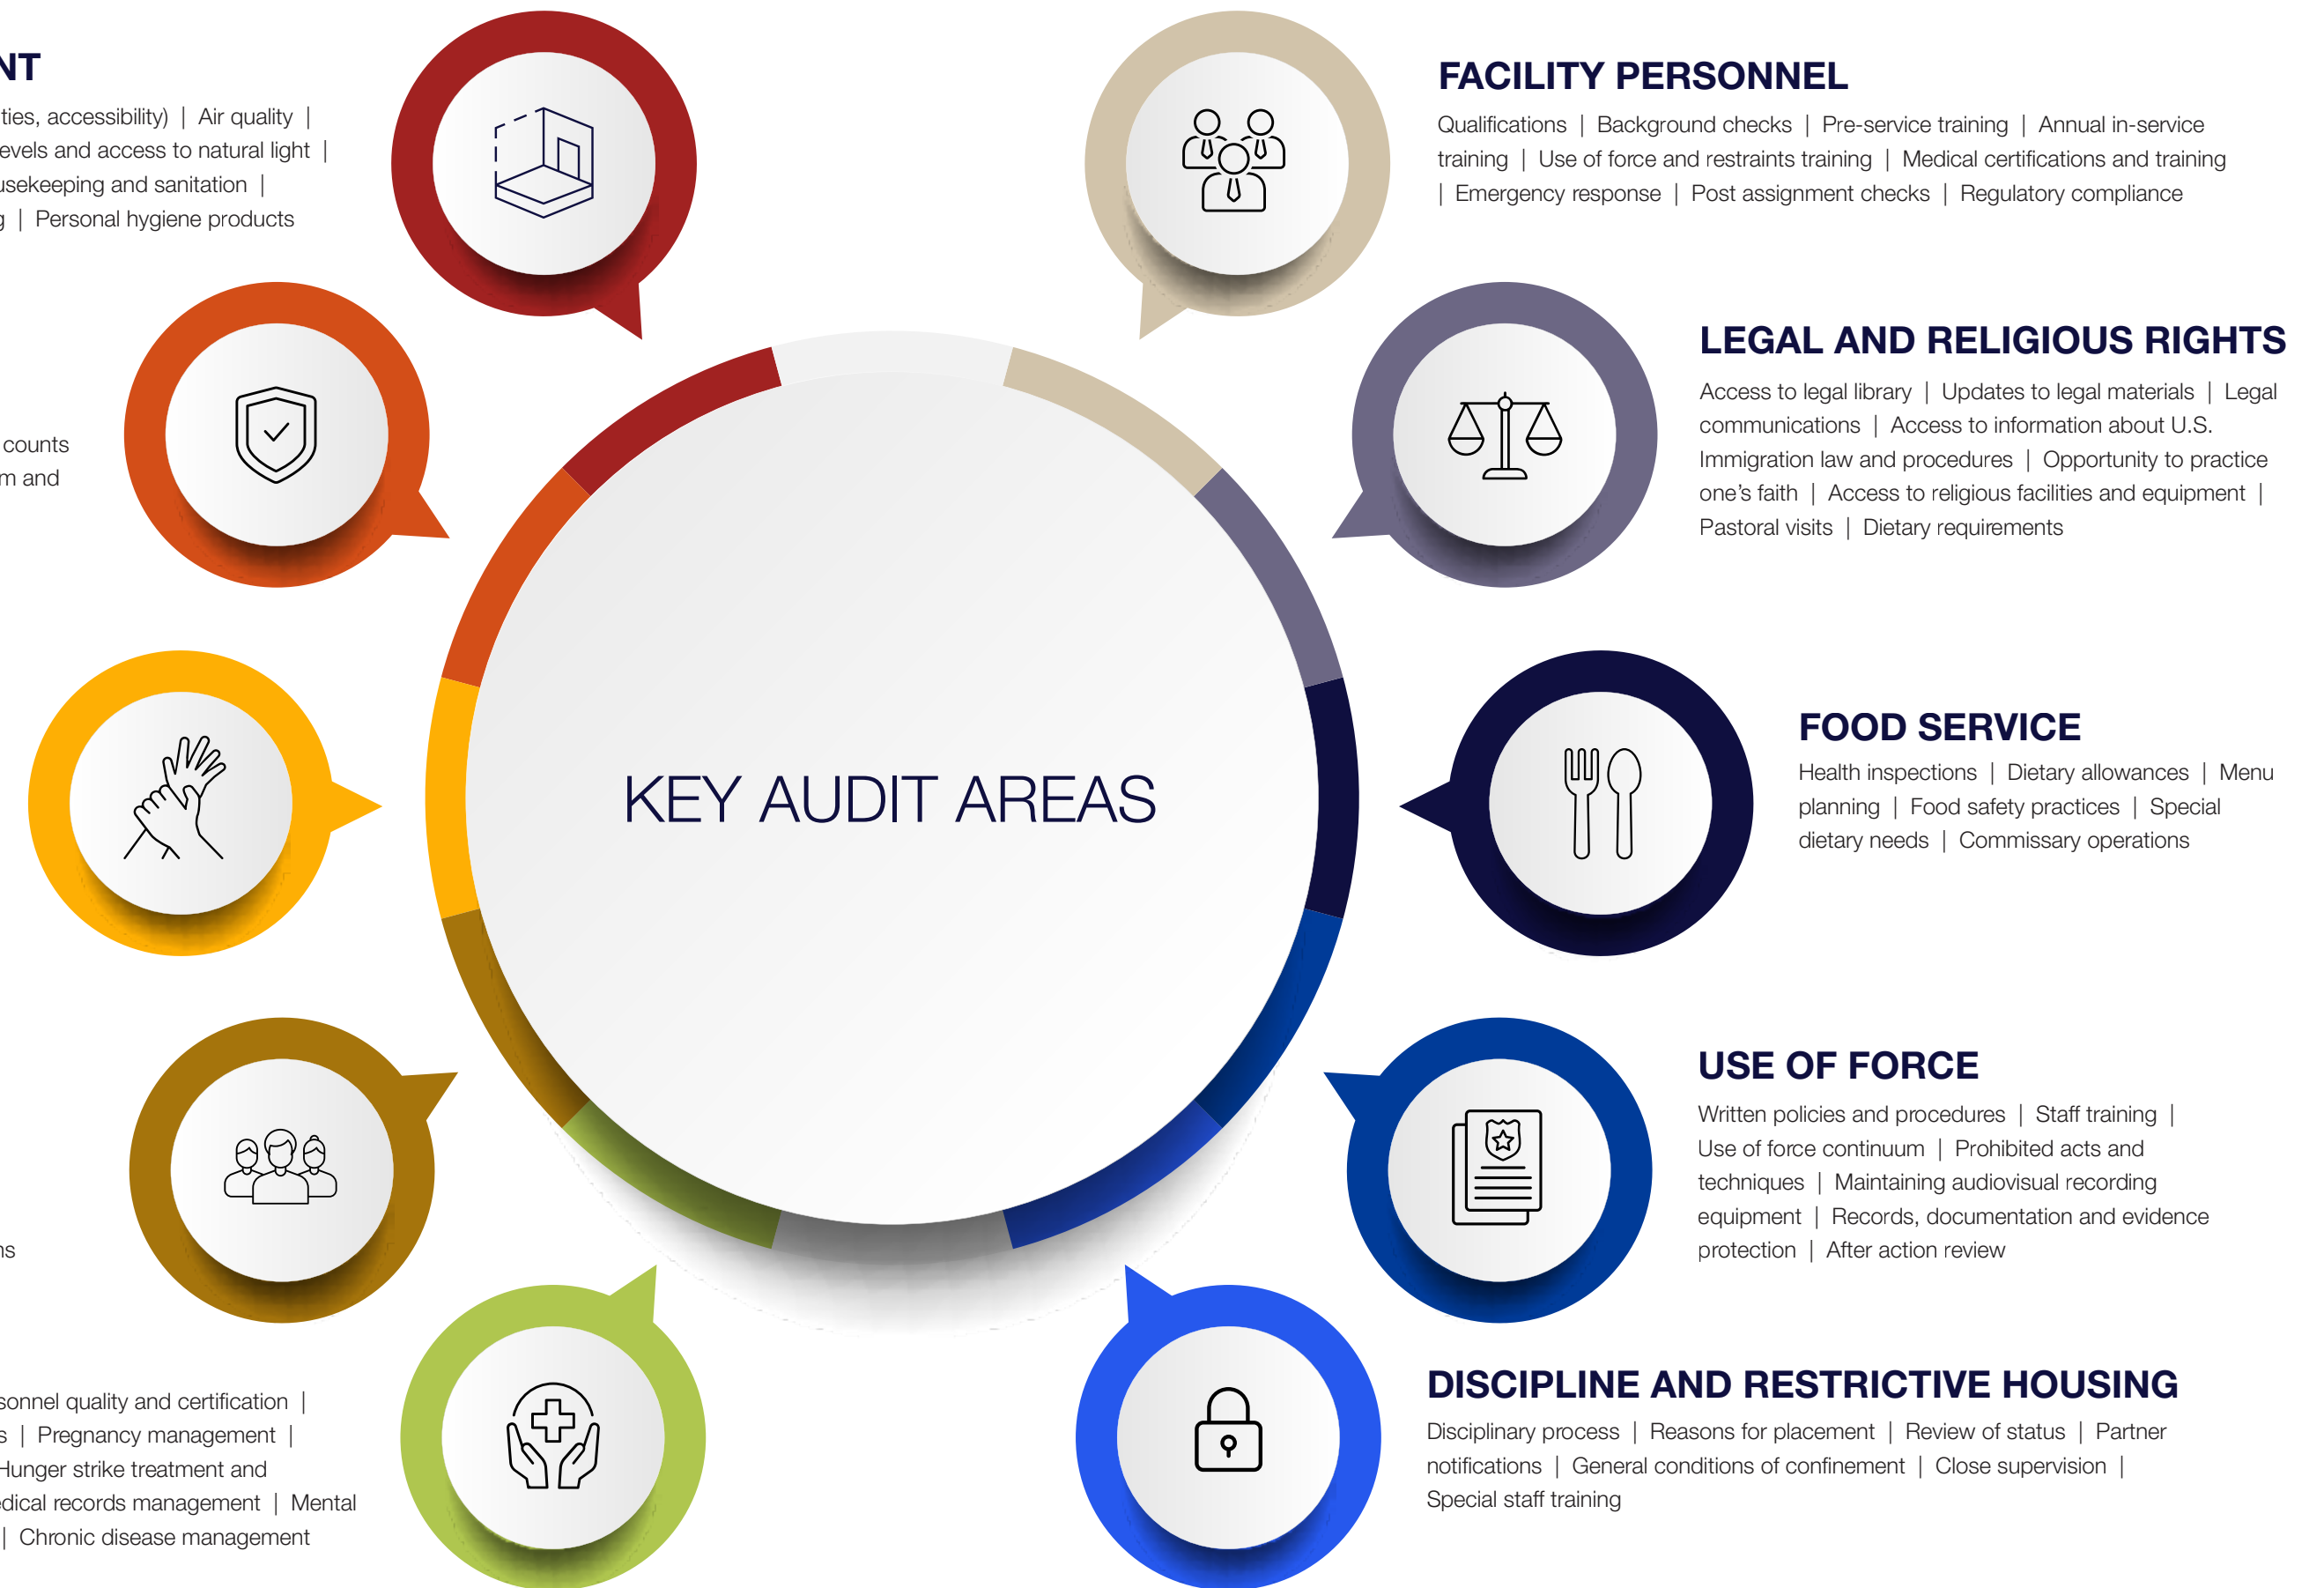 NT
ties, accessibility) | Air quality |
evels and access to natural light |
usekeeping and sanitation |
g | Personal hygiene products
counts
m and
ns
sonnel quality and certification |
s | Pregnancy management |
Hunger strike treatment and
edical records management | Mental
| Chronic disease management
KEY AUDIT AREAS
FACILITY PERSONNEL
Qualifications | Background checks | Pre-service training | Annual in-service
training | Use of force and restraints training | Medical certifications and training
| Emergency response | Post assignment checks | Regulatory compliance
LEGAL AND RELIGIOUS RIGHTS
Access to legal library | Updates to legal materials | Legal
communications | Access to information about U.S.
Immigration law and procedures | Opportunity to practice
one’s faith | Access to religious facilities and equipment |
Pastoral visits | Dietary requirements
FOOD SERVICE
Health inspections | Dietary allowances | Menu
planning | Food safety practices | Special
dietary needs | Commissary operations
USE OF FORCE
Written policies and procedures | Staff training |
Use of force continuum | Prohibited acts and
techniques | Maintaining audiovisual recording
equipment | Records, documentation and evidence
protection | After action review
DISCIPLINE AND RESTRICTIVE HOUSING
Disciplinary process | Reasons for placement | Review of status | Partner
notifications | General conditions of confinement | Close supervision |
Special staff training